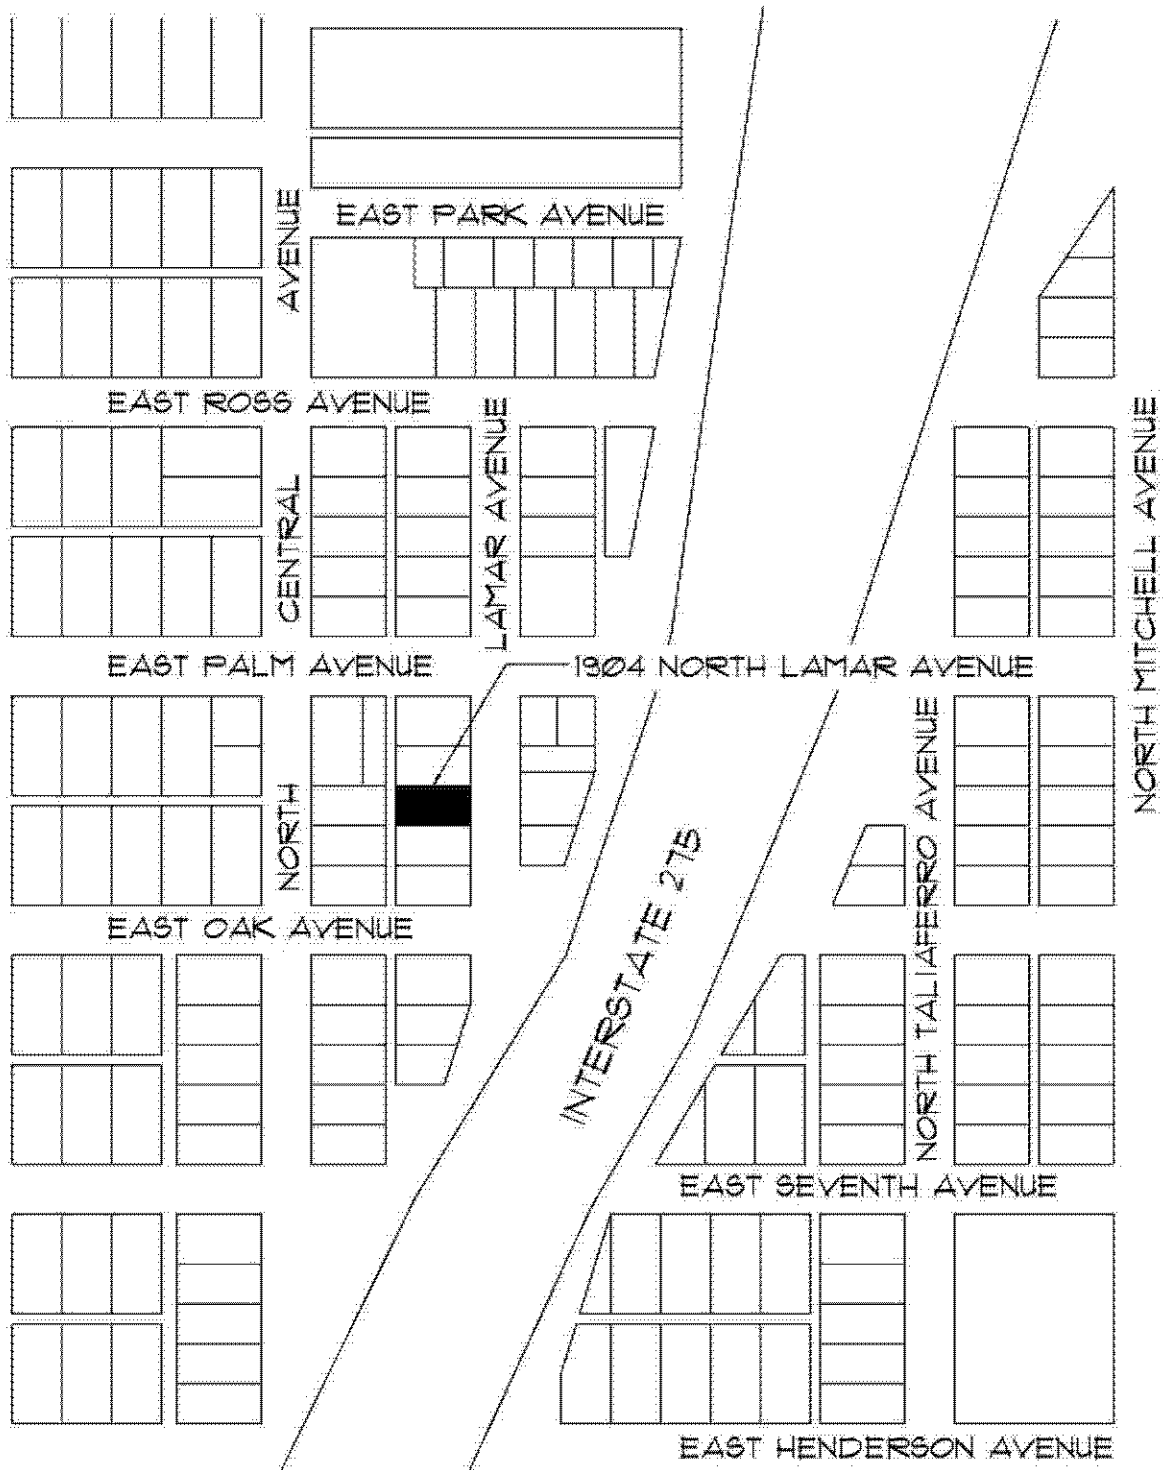 EAST PARK AVENUE
NORTH CENTRAL AVENUE
EAST ROSS AVENUE
LAMAR AVENUE
NORTH MITCHELL AVENUE
EAST PALM AVENUE
1904 NORTH LAMAR AVENUE
NORTH TALIAFERRO AVENUE
INTERSTATE 275
EAST OAK AVENUE
EAST SEVENTH AVENUE
EAST HENDERSON AVENUE